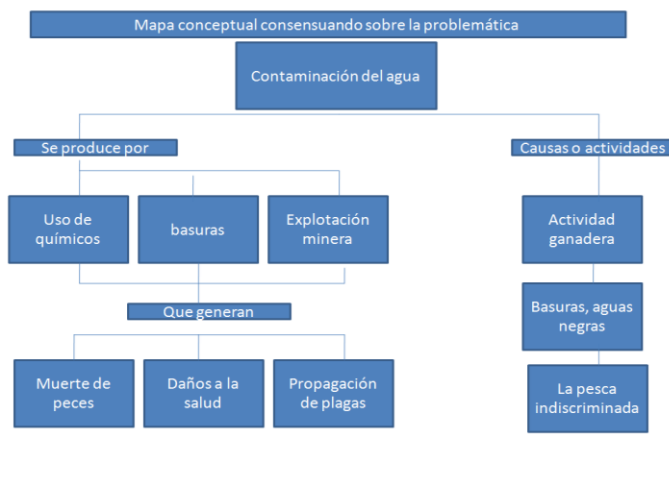 Mapa conceptual consensuando sobre la problemática
Contaminación del agua
Se produce por
Causas o actividades
Uso de
químicos
basuras
Explotación
minera
Actividad
ganadera
Que generan
Basuras, aguas
negras
Muerte de
peces
Daños a la
salud
Propagación
de plagas
La pesca
indiscriminada